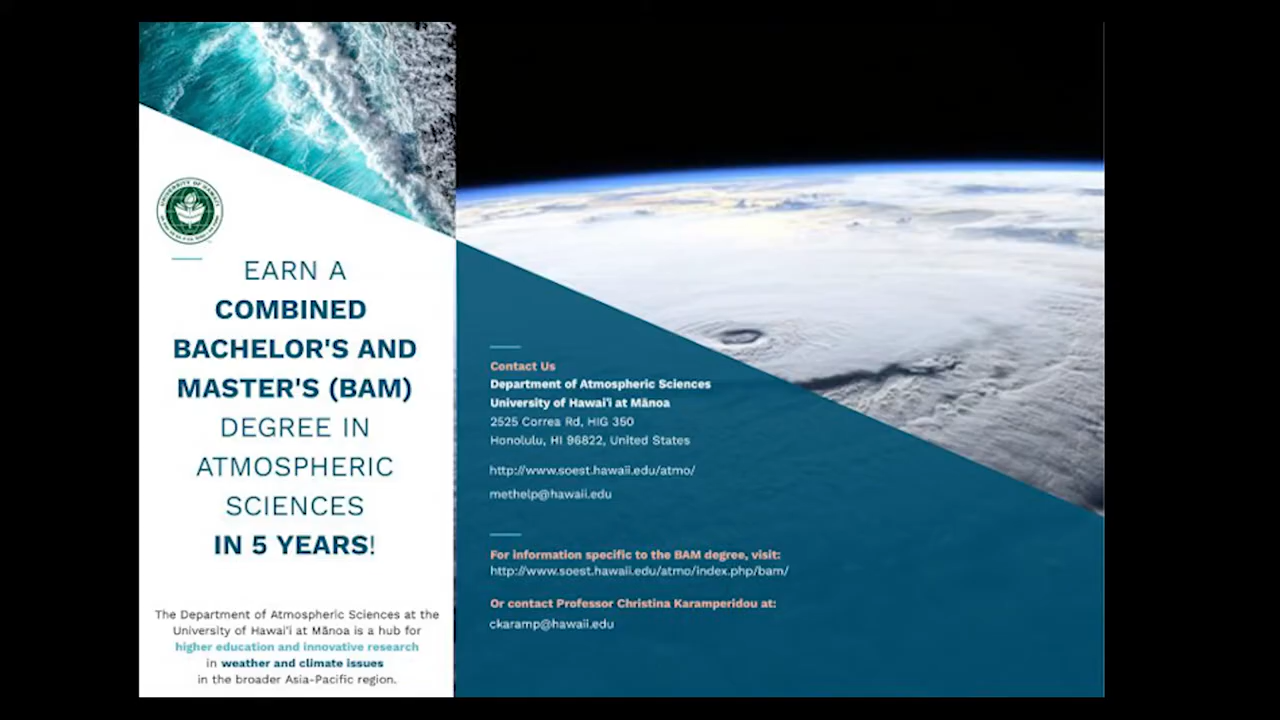 UNIVERSITY OF HAWAI'I
EARN A
COMBINED
BACHELOR'S AND
MASTER'S (BAM)
DEGREE IN
ATMOSPHERIC
SCIENCES
IN 5 YEARS!
The Department of Atmospheric Sciences at the
University of Hawai'i at Mānoa is a hub for
higher education and innovative research
in weather and climate issues
in the broader Asia-Pacific region.
Contact Us
Department of Atmospheric Sciences
University of Hawai'i at Mānoa
2525 Correa Rd, HIG 350
Honolulu, HI 96822, United States
http://www.soest.hawaii.edu/atmo/
methelp@hawaii.edu
For information specific to the BAM degree, visit:
http://www.soest.hawaii.edu/atmo/index.php/bam/
Or contact Professor Christina Karamperidou at:
ckaramp@hawaii.edu